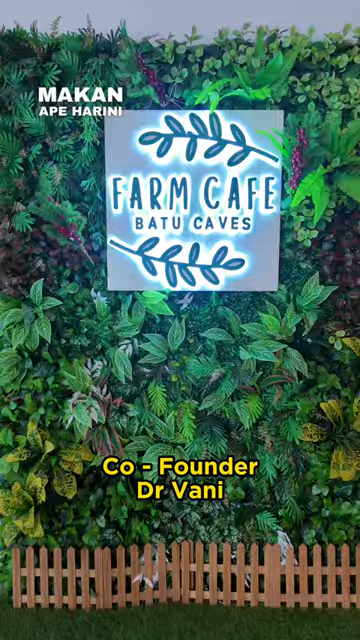 MAKAN
APE HARINI
FARM CAFE
BATU CAVES
Co - Founder
Dr Vani